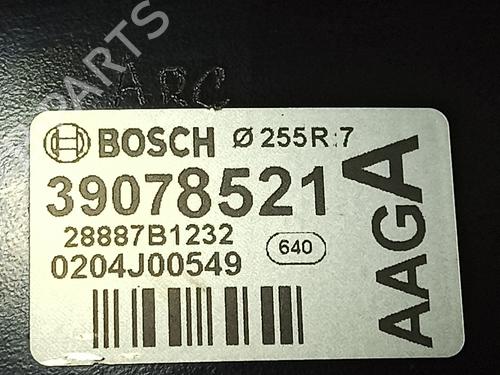 PARTS
ARC
BOSCH Ø 255R:7
39078521
28887B1232
640
0204J00549
AAGA